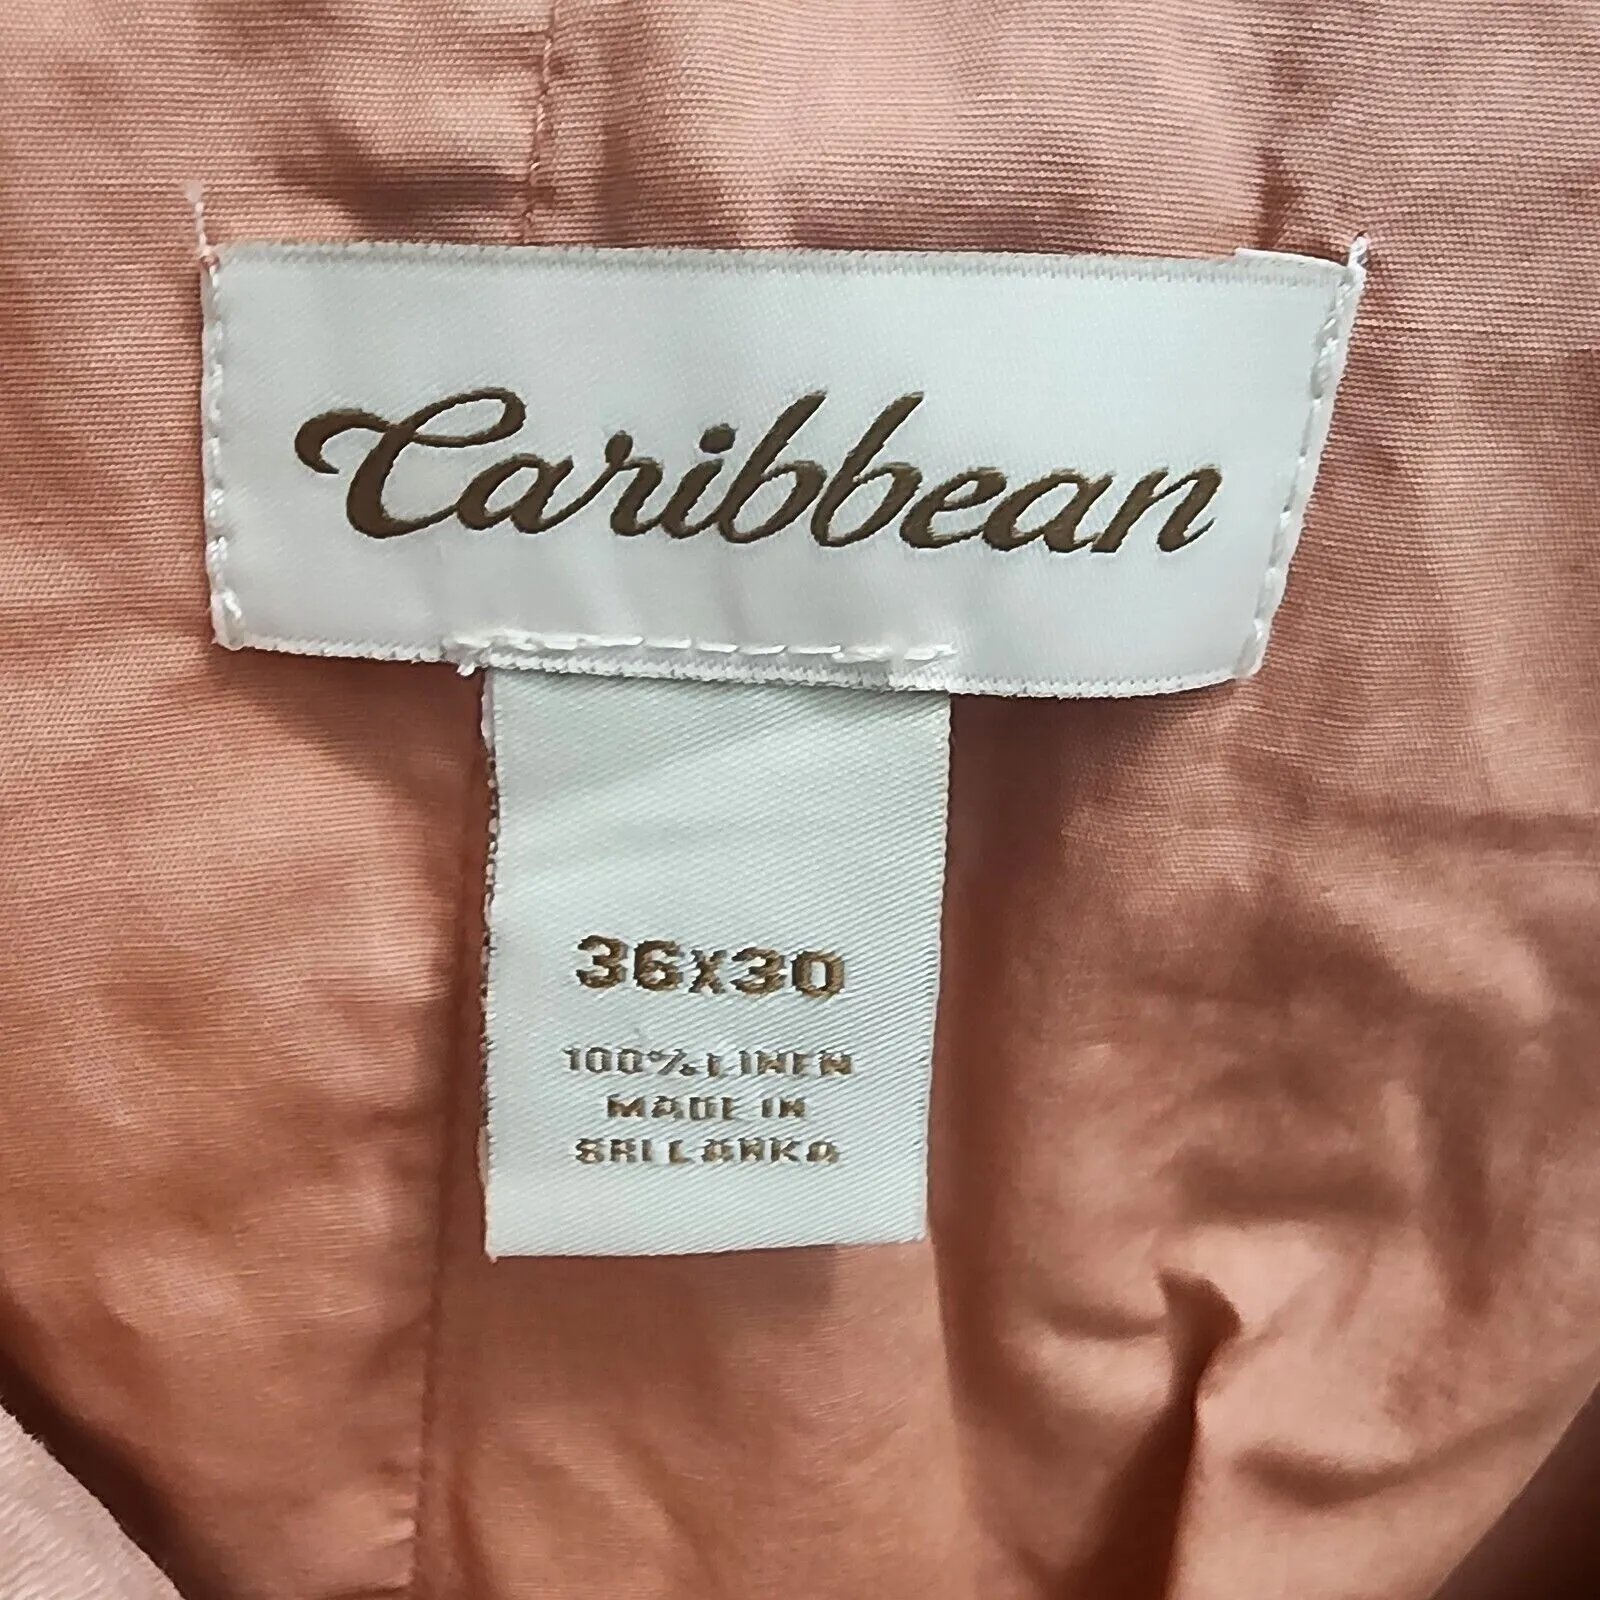 Caribbean
36X30
100% LINEN
MADE IN
SRI LANKA